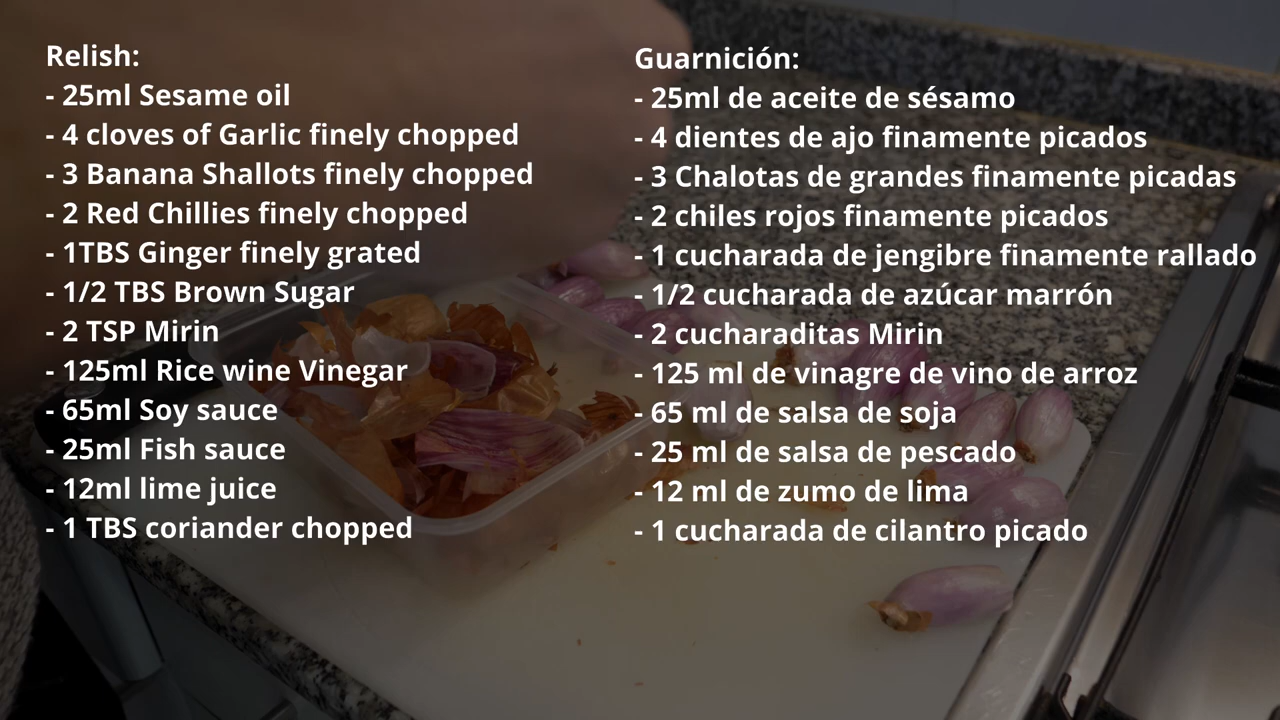 Relish:
- 25ml Sesame oil
- 4 cloves of Garlic finely chopped
- 3 Banana Shallots finely chopped
- 2 Red Chillies finely chopped
- 1TBS Ginger finely grated
- 1/2 TBS Brown Sugar
- 2 TSP Mirin
- 125ml Rice wine Vinegar
- 65ml Soy sauce
- 25ml Fish sauce
- 12ml lime juice
- 1 TBS coriander chopped
Guarnición:
- 25ml de aceite de sésamo
- 4 dientes de ajo finamente picados
- 3 Chalotas de grandes finamente picadas
- 2 chiles rojos finamente picados
- 1 cucharada de jengibre finamente rallado
- 1/2 cucharada de azúcar marrón
- 2 cucharaditas Mirin
- 125 ml de vinagre de vino de arroz
- 65 ml de salsa de soja
- 25 ml de salsa de pescado
- 12 ml de zumo de lima
- 1 cucharada de cilantro picado